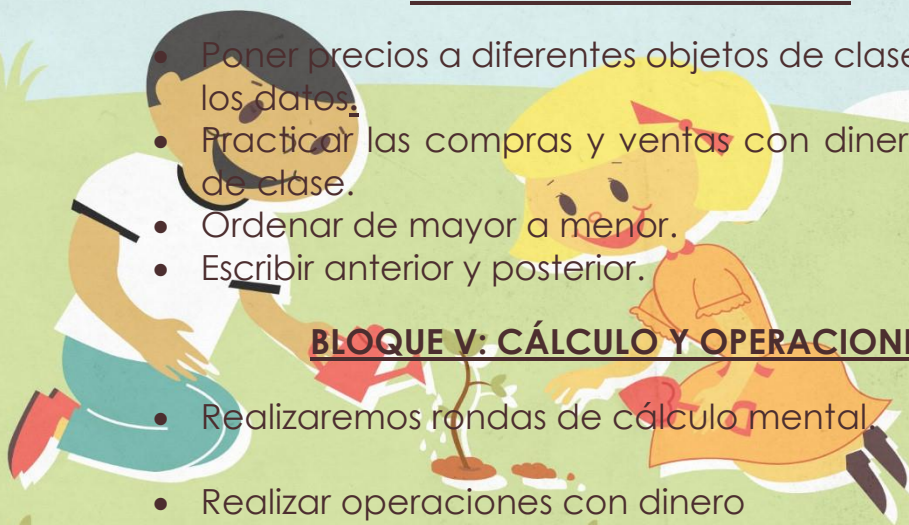 • Poner precios a diferentes objetos de clase
los datos.
• Practicar las compras y ventas con diner
de clase.
• Ordenar de mayor a menor.
• Escribir anterior y posterior.
BLOQUE V: CÁLCULO Y OPERACION
• Realizaremos rondas de cálculo mental.
• Realizar operaciones con dinero